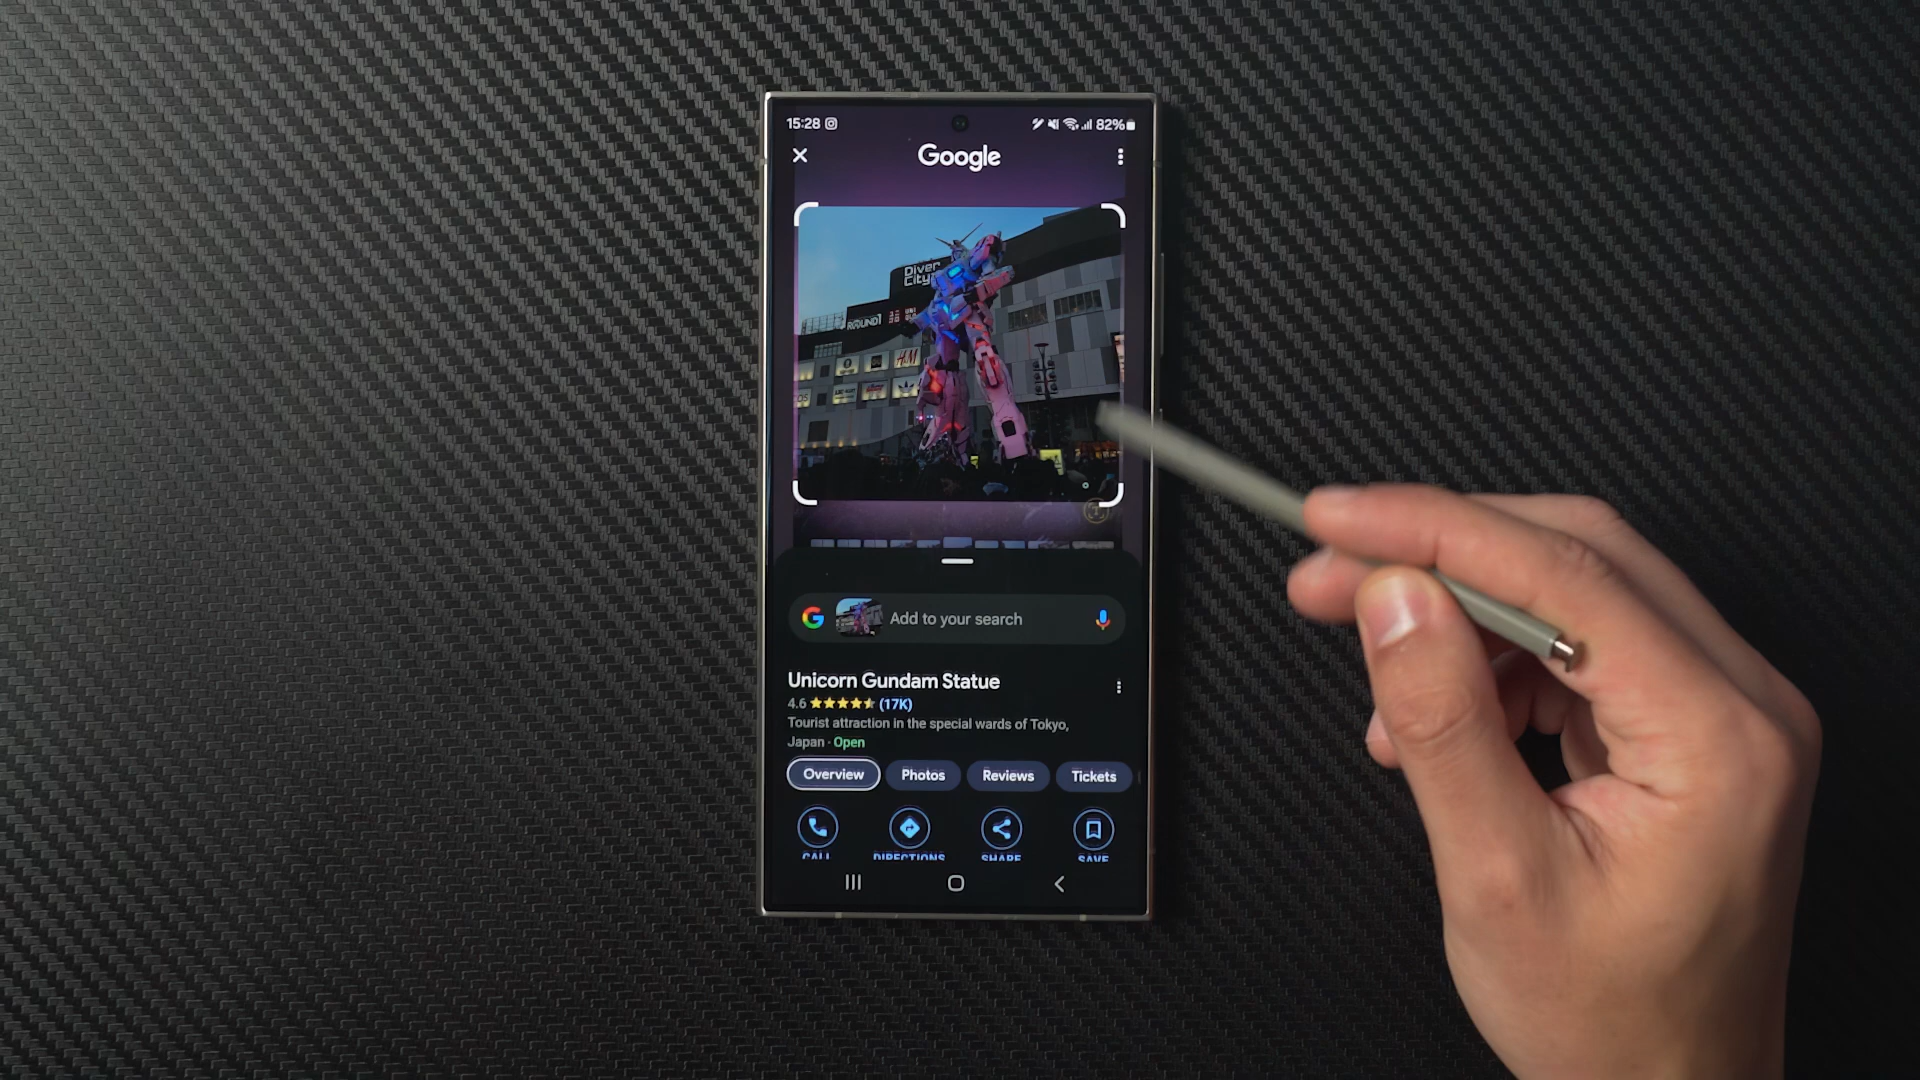 15:28
82%
Google
Diver
City
ROUND1
H&M
Add to your search
Unicorn Gundam Statue
4.6 (17K)
Tourist attraction in the special wards of Tokyo,
Japan · Open
Overview Photos Reviews Tickets
CALL DIRECTIONS SHARE SAVE